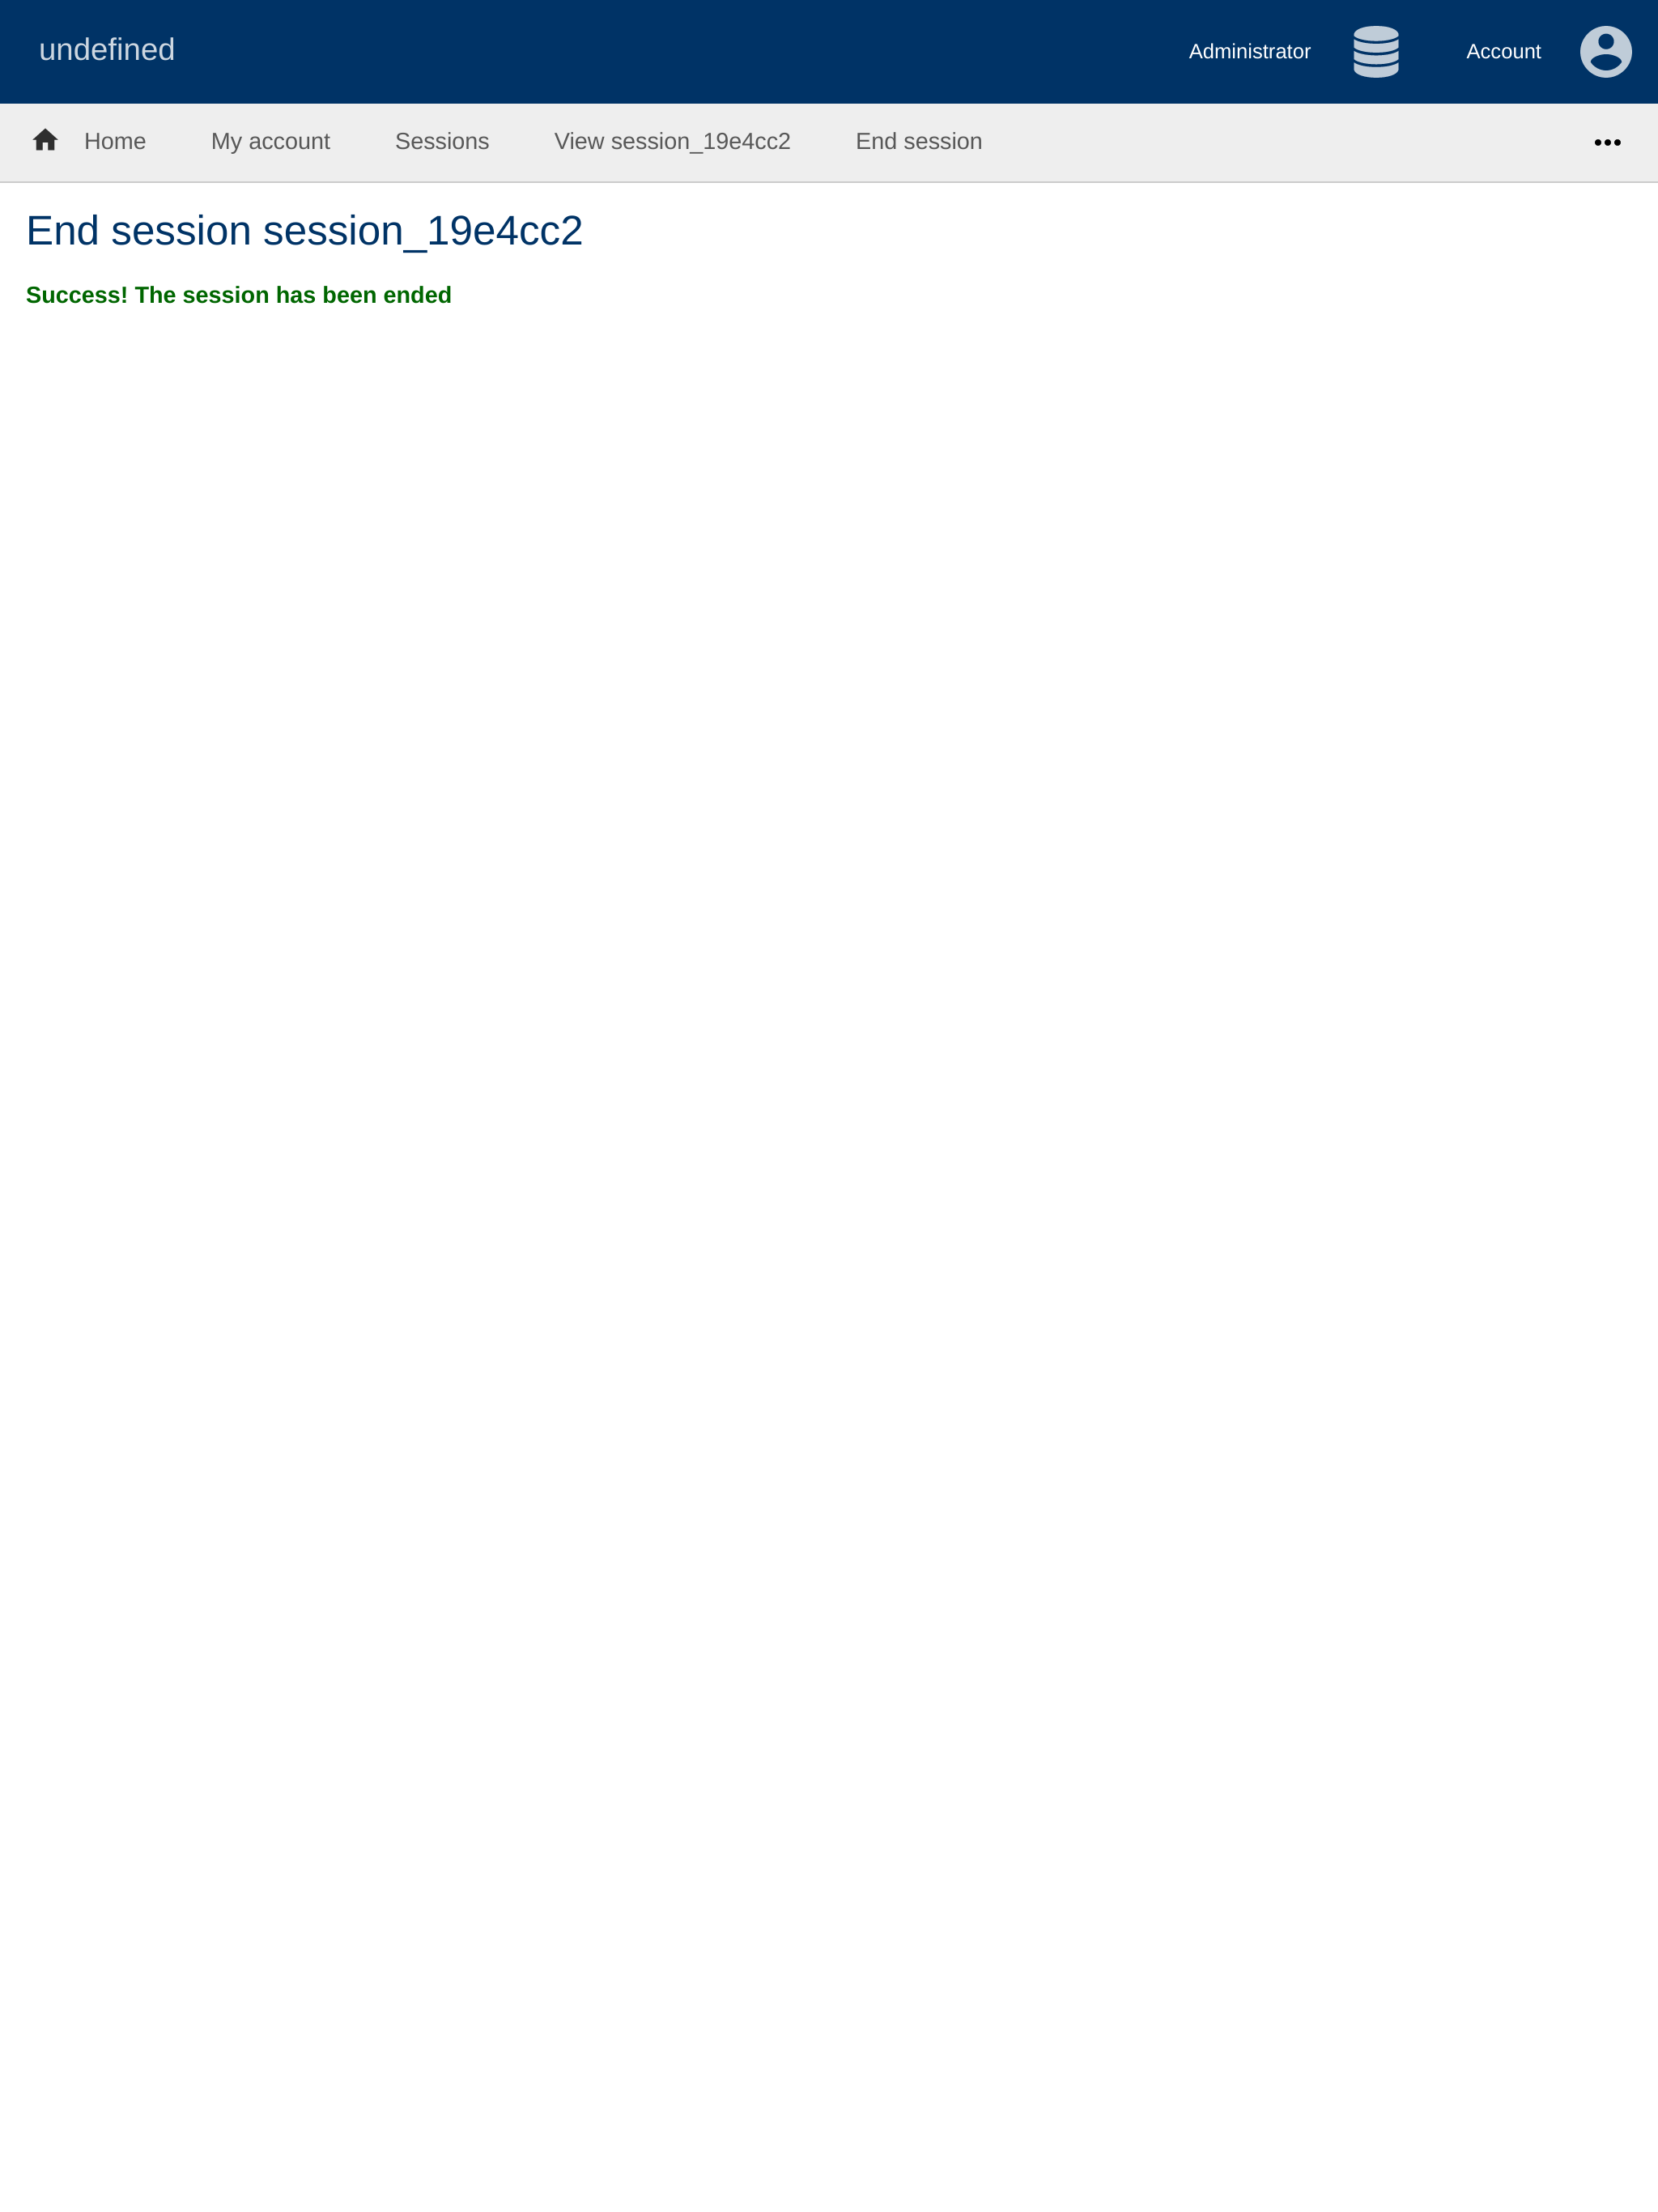 undefined
Administrator
Account
Home
My account
Sessions
View session_19e4cc2
End session
End session session_19e4cc2
Success! The session has been ended